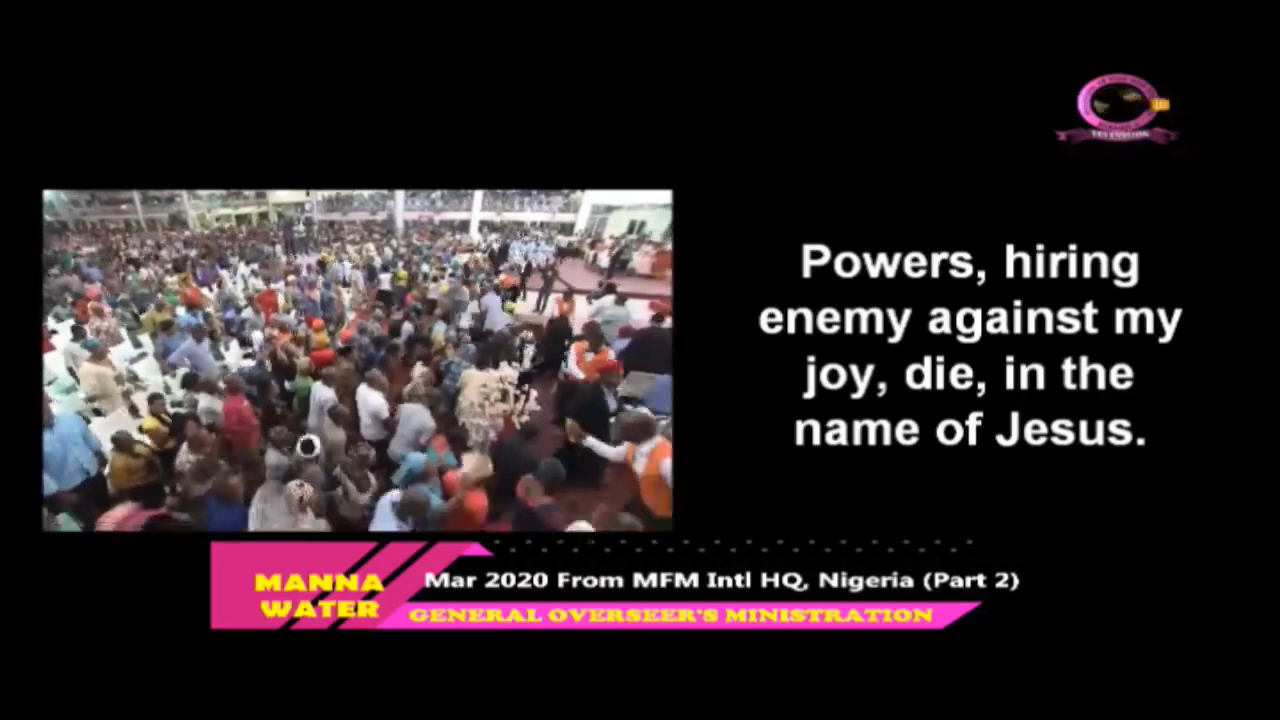 TELEVISION
Powers, hiring
enemy against my
joy, die, in the
name of Jesus.
MANNA
WATER
Mar 2020 From MFM Intl HQ, Nigeria (Part 2)
GENERAL OVERSEER'S MINISTRATION